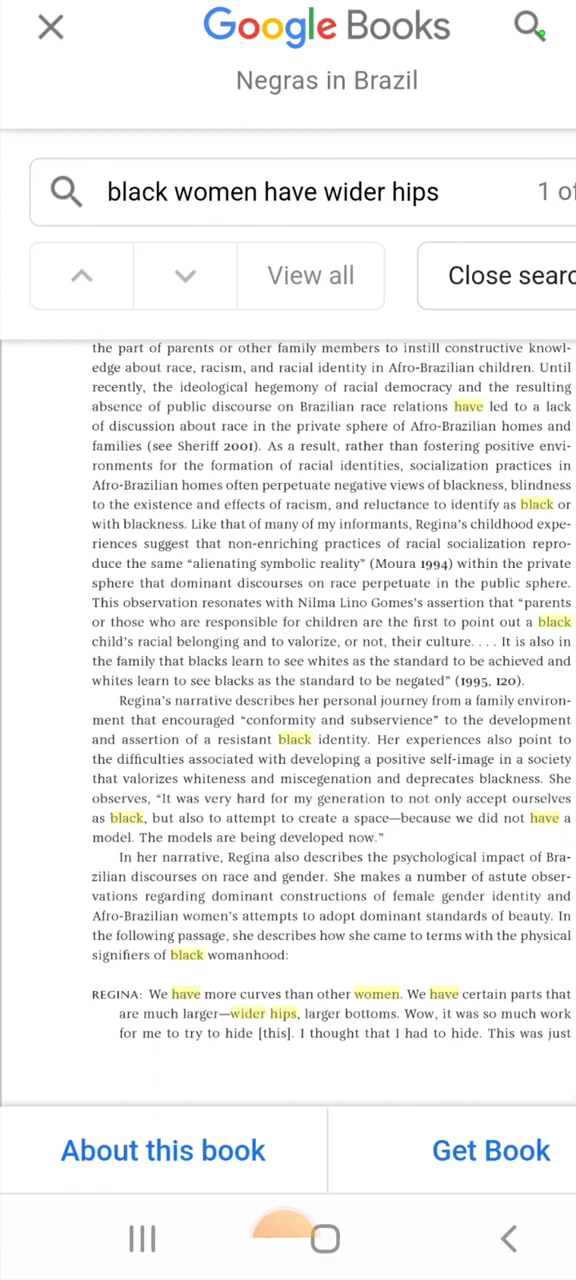 Google Books
Negras in Brazil
black women have wider hips
1 of
View all
Close searc
the part of parents or other family members to instill constructive knowl-
edge about race, racism, and racial identity in Afro-Brazilian children. Until
recently, the ideological hegemony of racial democracy and the resulting
absence of public discourse on Brazilian race relations have led to a lack
of discussion about race in the private sphere of Afro-Brazilian homes and
families (see Sheriff 2001). As a result, rather than fostering positive envi-
ronments for the formation of racial identities, socialization practices in
Afro-Brazilian homes often perpetuate negative views of blackness, blindness
to the existence and effects of racism, and reluctance to identify as black or
with blackness. Like that of many of my informants, Regina's childhood expe-
riences suggest that non-enriching practices of racial socialization repro-
duce the same “alienating symbolic reality” (Moura 1994) within the private
sphere that dominant discourses on race perpetuate in the public sphere.
This observation resonates with Nilma Lino Gomes's assertion that “parents
or those who are responsible for children are the first to point out a black
child's racial belonging and to valorize, or not, their culture. . . . It is also in
the family that blacks learn to see whites as the standard to be achieved and
whites learn to see blacks as the standard to be negated” (1995, 120).
Regina's narrative describes her personal journey from a family environ-
ment that encouraged “conformity and subservience” to the development
and assertion of a resistant black identity. Her experiences also point to
the difficulties associated with developing a positive self-image in a society
that valorizes whiteness and miscegenation and deprecates blackness. She
observes, “It was very hard for my generation to not only accept ourselves
as black, but also to attempt to create a space—because we did not have a
model. The models are being developed now.”
In her narrative, Regina also describes the psychological impact of Bra-
zilian discourses on race and gender. She makes a number of astute obser-
vations regarding dominant constructions of female gender identity and
Afro-Brazilian women's attempts to adopt dominant standards of beauty. In
the following passage, she describes how she came to terms with the physical
signifiers of black womanhood:
REGINA: We have more curves than other women. We have certain parts that
are much larger—wider hips, larger bottoms. Wow, it was so much work
for me to try to hide [this]. I thought that I had to hide. This was just
About this book
Get Book